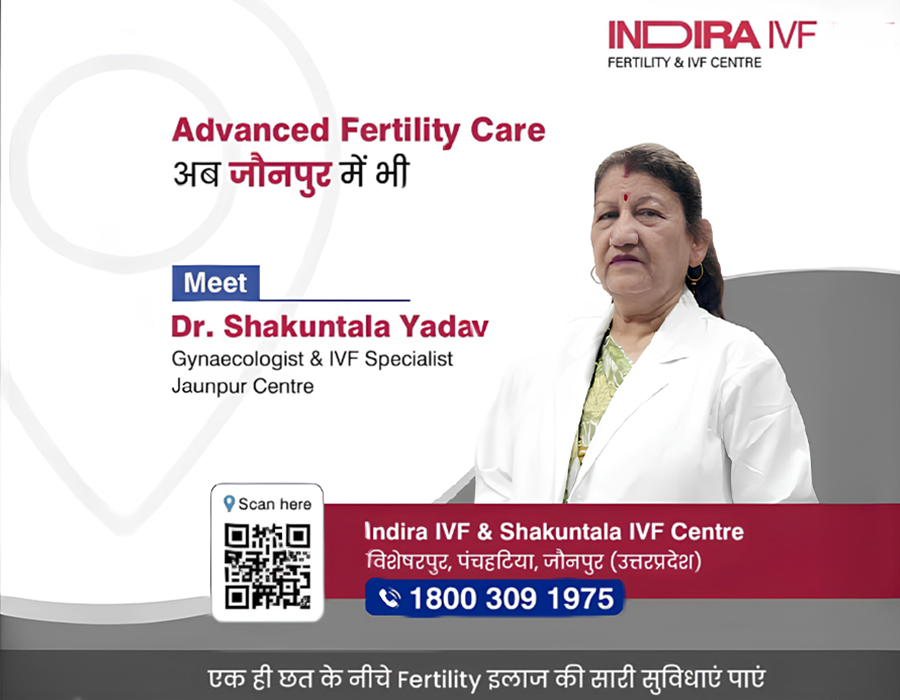 INDIRA IVF
FERTILITY & IVF CENTRE
Advanced Fertility Care
अब जौनपुर में भी
Meet
Dr. Shakuntala Yadav
Gynaecologist & IVF Specialist
Jaunpur Centre
Scan here
Indira IVF & Shakuntala IVF Centre
विशेषरपुर, पंचहटिया, जौनपुर (उत्तरप्रदेश)
1800 309 1975
एक ही छत के नीचे Fertility इलाज की सारी सुविधाएं पाएं